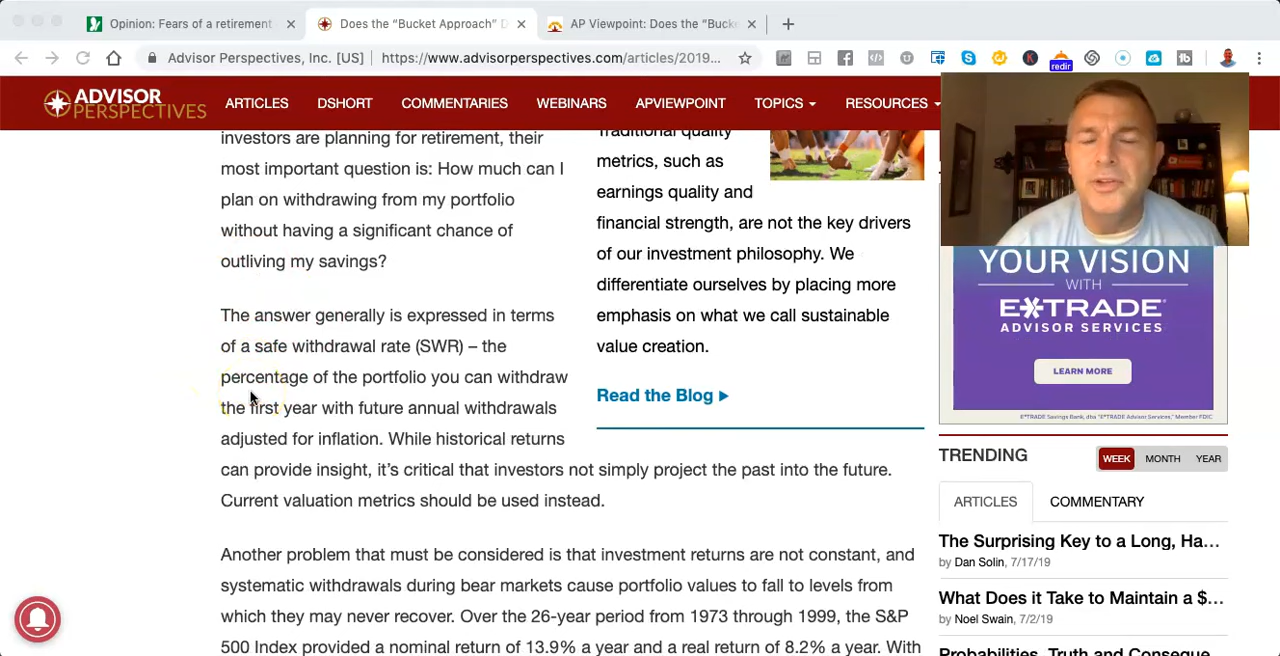 Opinion: Fears of a retirement
Does the “Bucket Approach” D
AP Viewpoint: Does the “Buck
Advisor Perspectives, Inc. [US]
https://www.advisorperspectives.com/articles/2019...
redir
ADVISOR
PERSPECTIVES
ARTICLES
DSHORT
COMMENTARIES
WEBINARS
APVIEWPOINT
TOPICS
RESOURCES
investors are planning for retirement, their
most important question is: How much can I
plan on withdrawing from my portfolio
without having a significant chance of
outliving my savings?
The answer generally is expressed in terms
of a safe withdrawal rate (SWR) – the
percentage of the portfolio you can withdraw
the first year with future annual withdrawals
adjusted for inflation. While historical returns
can provide insight, it’s critical that investors not simply project the past into the future.
Current valuation metrics should be used instead.
Another problem that must be considered is that investment returns are not constant, and
systematic withdrawals during bear markets cause portfolio values to fall to levels from
which they may never recover. Over the 26-year period from 1973 through 1999, the S&P
500 Index provided a nominal return of 13.9% a year and a real return of 8.2% a year. With
Traditional quality
metrics, such as
earnings quality and
financial strength, are not the key drivers
of our investment philosophy. We
differentiate ourselves by placing more
emphasis on what we call sustainable
value creation.
Read the Blog
YOUR VISION
WITH
E*TRADE®
ADVISOR SERVICES
LEARN MORE
E*TRADE Savings Bank, dba “E*TRADE Advisor Services,” Member FDIC
TRENDING
WEEK
MONTH
YEAR
ARTICLES
COMMENTARY
The Surprising Key to a Long, Ha...
by Dan Solin, 7/17/19
What Does it Take to Maintain a $...
by Noel Swain, 7/2/19
Probabilities, Truth and Conseque